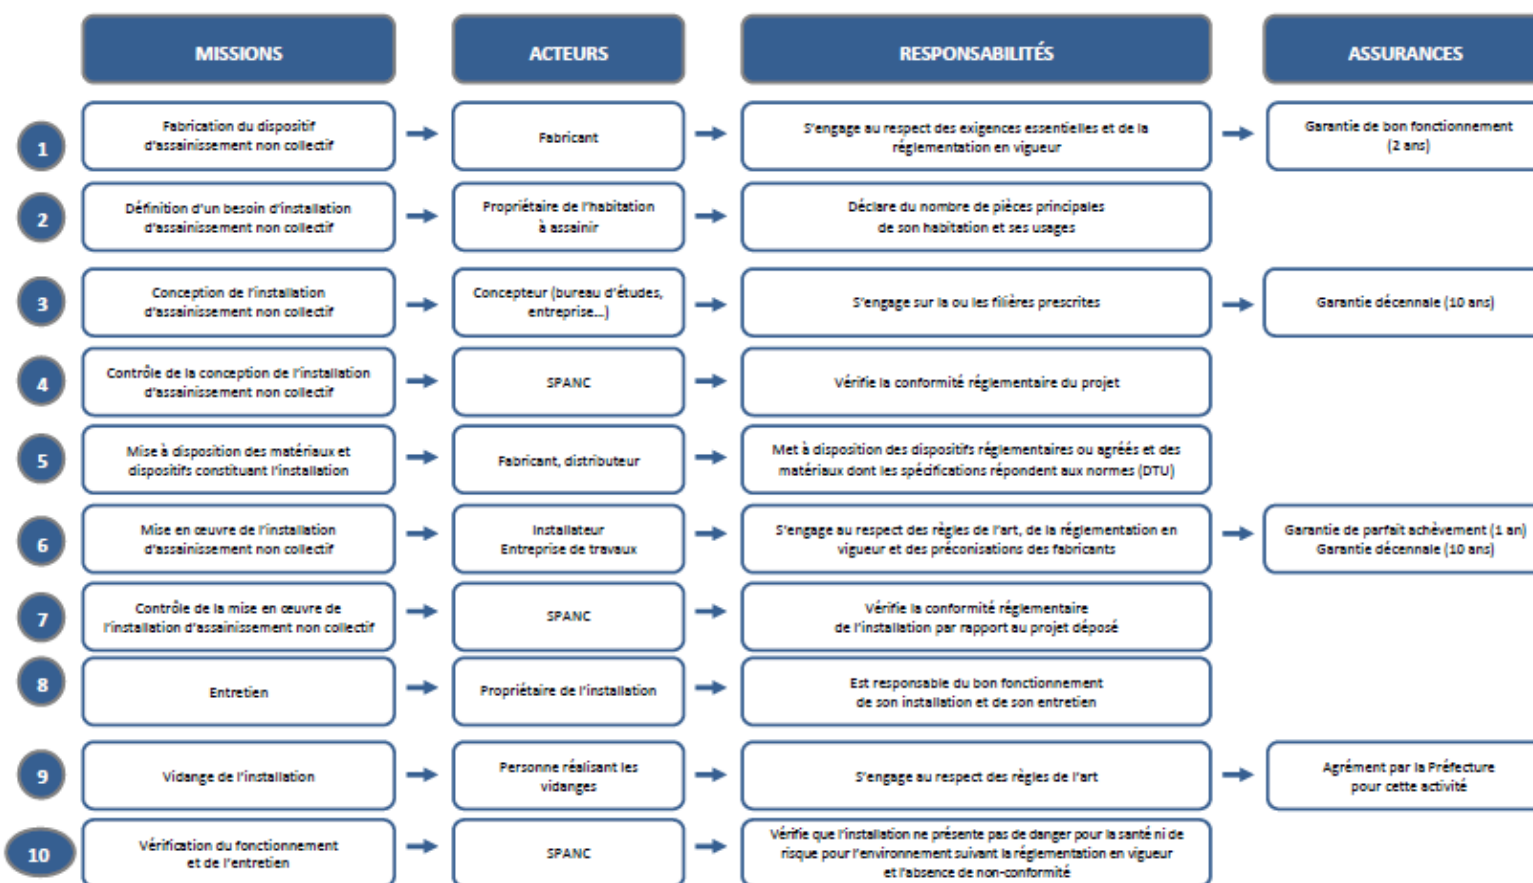 MISSIONS
ACTEURS
RESPONSABILITÉS
ASSURANCES
1
Fabrication du dispositif
d'assainissement non collectif
Fabricant
S'engage au respect des exigences essentielles et de la
réglementation en vigueur
Garantie de bon fonctionnement
(2 ans)
2
Définition d'un besoin d'installation
d'assainissement non collectif
Propriétaire de l'habitation
à assainir
Déclare du nombre de pièces principales
de son habitation et ses usages
3
Conception de l'installation
d'assainissement non collectif
Concepteur (bureau d'études,
entreprise...)
S'engage sur la ou les filières prescrites
Garantie décennale (10 ans)
4
Contrôle de la conception de l'installation
d'assainissement non collectif
SPANC
Vérifie la conformité réglementaire du projet
5
Mise à disposition des matériaux et
dispositifs constituant l'installation
Fabricant, distributeur
Met à disposition des dispositifs réglementaires ou agréés et des
matériaux dont les spécifications répondent aux normes (DTU)
6
Mise en œuvre de l'installation
d'assainissement non collectif
Installateur
Entreprise de travaux
S'engage au respect des règles de l'art, de la réglementation en
vigueur et des préconisations des fabricants
Garantie de parfait achèvement (1 an)
Garantie décennale (10 ans)
7
Contrôle de la mise en œuvre de
l'installation d'assainissement non collectif
SPANC
Vérifie la conformité réglementaire
de l'installation par rapport au projet déposé
8
Entretien
Propriétaire de l'installation
Est responsable du bon fonctionnement
de son installation et de son entretien
9
Vidange de l'installation
Personne réalisant les
vidanges
S'engage au respect des règles de l'art
Agrément par la Préfecture
pour cette activité
10
Vérification du fonctionnement
et de l'entretien
SPANC
Vérifie que l'installation ne présente pas de danger pour la santé ni de
risque pour l'environnement suivant la réglementation en vigueur
et l'absence de non-conformité